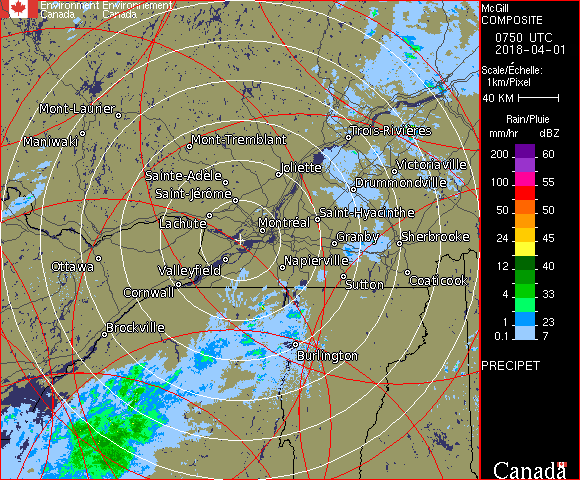 Environment Environnement
Canada Canada
McGill
COMPOSITE
0750 UTC
2018-04-01
Scale/Échelle:
1km/Pixel
40 KM
Rain/Pluie
mm/hr dBZ
200 60
150
100 55
75
50 50
24 45
12 40
4 33
1 23
0.1 7
PRECIPET
Canada
Mont-Laurier
Maniwaki
Mont-Tremblant
Trois-Rivières
Joliette
Victoriaville
Sainte-Adèle
Drummondville
Saint-Jérôme
Saint-Hyacinthe
Lachute
Montréal
Granby
Sherbrooke
Ottawa
Valleyfield
Napierville
Coaticook
Sutton
Cornwall
Brockville
Burlington